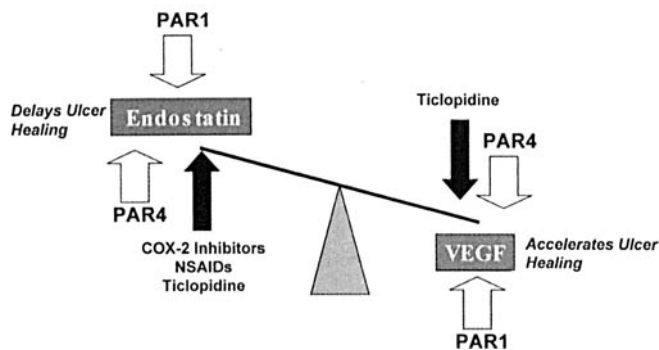 PAR1
Delays Ulcer
Healing
Endostatin
PAR4
COX-2 Inhibitors
NSAIDs
Ticlopidine
Ticlopidine
PAR4
VEGF
Accelerates Ulcer
Healing
PAR1